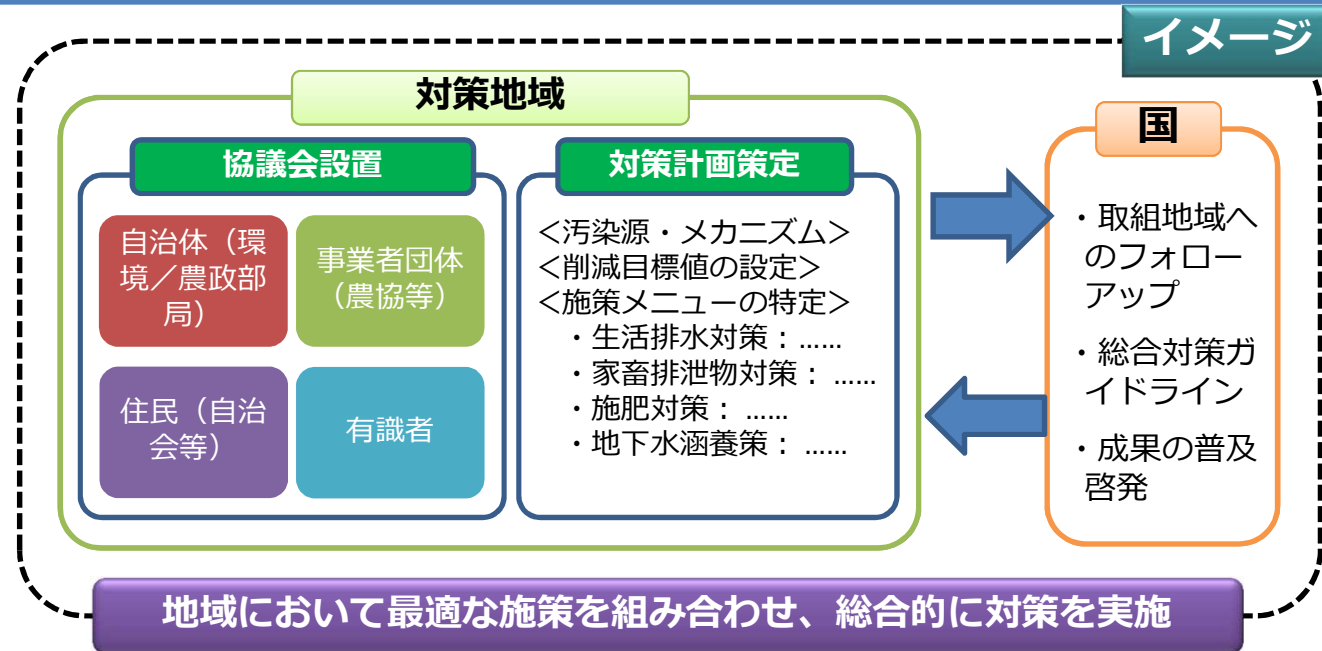 イメージ
対策地域
協議会設置
自治体（環
境／農政部
局）
事業者団体
（農協等）
住民（自治
会等）
有識者
対策計画策定
＜汚染源・メカニズム＞
＜削減目標値の設定＞
＜施策メニューの特定＞
・生活排水対策：……
・家畜排泄物対策：……
・施肥対策：……
・地下水涵養策：……
国
・取組地域へ
のフォロー
アップ
・総合対策ガ
イドライン
・成果の普及
啓発
地域において最適な施策を組み合わせ、総合的に対策を実施